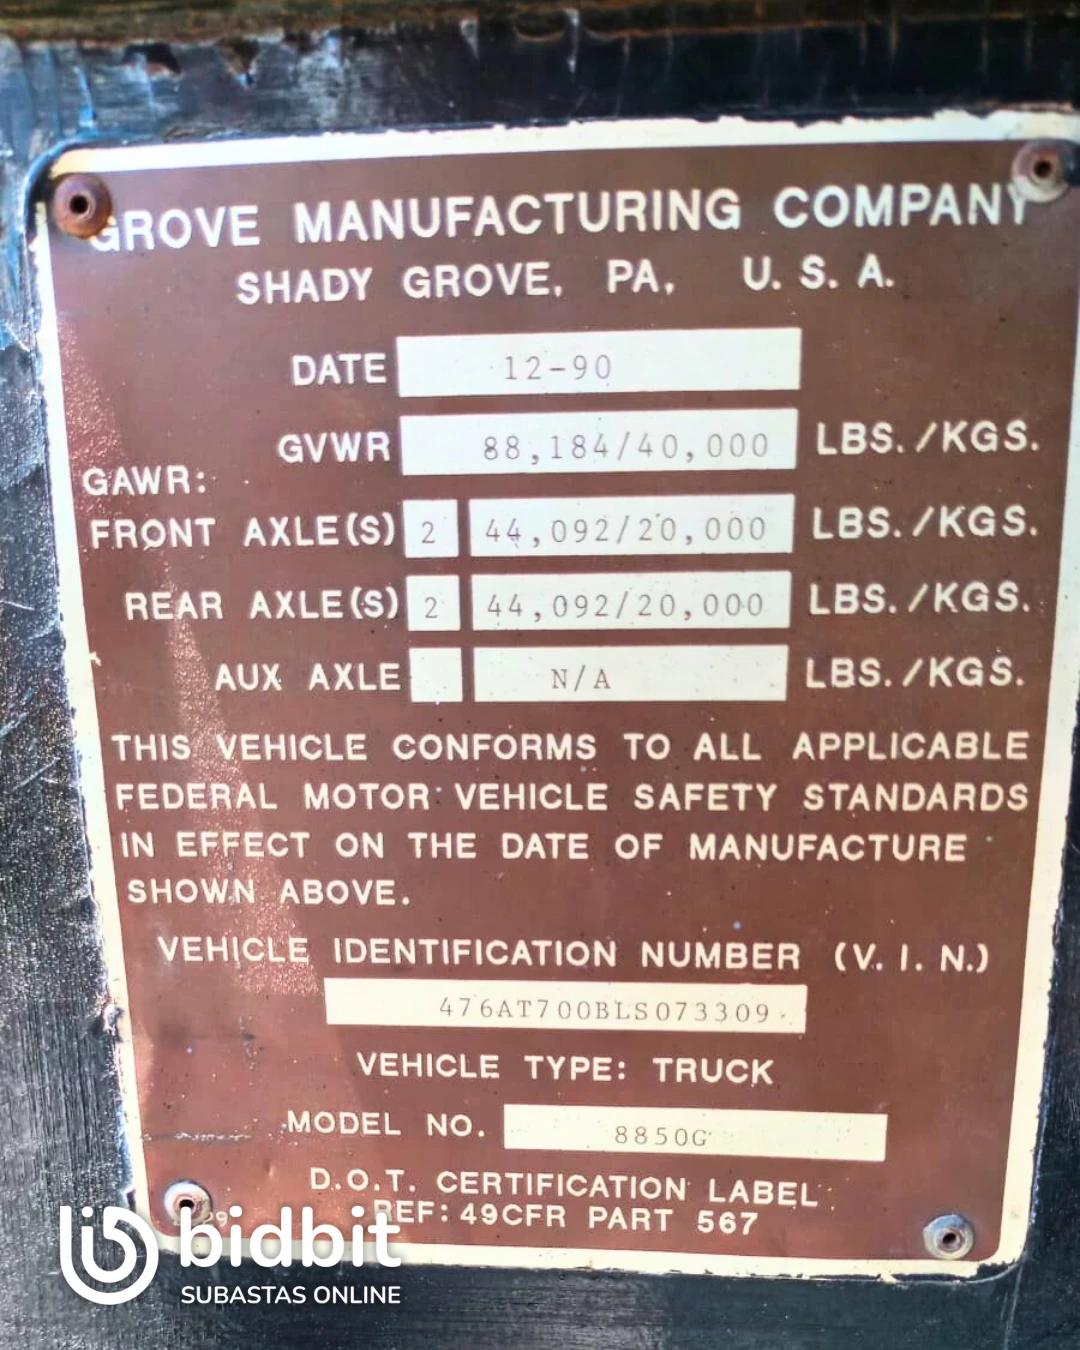 GROVE MANUFACTURING COMPANY
SHADY GROVE, PA, U. S. A.
DATE 12-90
GVWR 88,184/40,000 LBS./KGS.
GAWR:
FRONT AXLE(S) 2 44,092/20,000 LBS./KGS.
REAR AXLE(S) 2 44,092/20,000 LBS./KGS.
AUX AXLE N/A LBS./KGS.
THIS VEHICLE CONFORMS TO ALL APPLICABLE
FEDERAL MOTOR VEHICLE SAFETY STANDARDS
IN EFFECT ON THE DATE OF MANUFACTURE
SHOWN ABOVE.
VEHICLE IDENTIFICATION NUMBER (V. I. N.)
476AT700BLS073309
VEHICLE TYPE: TRUCK
MODEL NO. 8850G
D.O.T. CERTIFICATION LABEL
REF: 49CFR PART 567
bidbit
SUBASTAS ONLINE